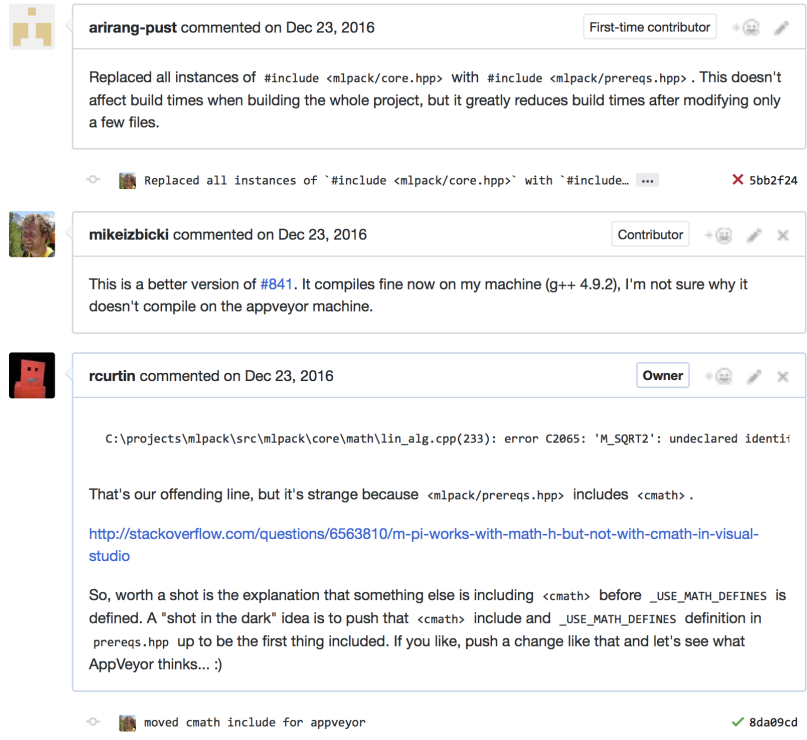 arirang-pust commented on Dec 23, 2016
First-time contributor
Replaced all instances of #include <mlpack/core.hpp> with #include <mlpack/prereqs.hpp>. This doesn't
affect build times when building the whole project, but it greatly reduces build times after modifying only
a few files.
Replaced all instances of `#include <mlpack/core.hpp>` with `#include…
5bb2f24
mikeizbicki commented on Dec 23, 2016
Contributor
This is a better version of #841. It compiles fine now on my machine (g++ 4.9.2), I'm not sure why it
doesn't compile on the appveyor machine.
rcurtin commented on Dec 23, 2016
Owner
C:\projects\mlpack\src\mlpack\core\math\lin_alg.cpp(233): error C2065: 'M_SQRT2': undeclared identif
That's our offending line, but it's strange because <mlpack/prereqs.hpp> includes <cmath>.
http://stackoverflow.com/questions/6563810/m-pi-works-with-math-h-but-not-with-cmath-in-visual-
studio
So, worth a shot is the explanation that something else is including <cmath> before _USE_MATH_DEFINES is
defined. A "shot in the dark" idea is to push that <cmath> include and _USE_MATH_DEFINES definition in
prereqs.hpp up to be the first thing included. If you like, push a change like that and let's see what
AppVeyor thinks... :)
moved cmath include for appveyor
8da09cd